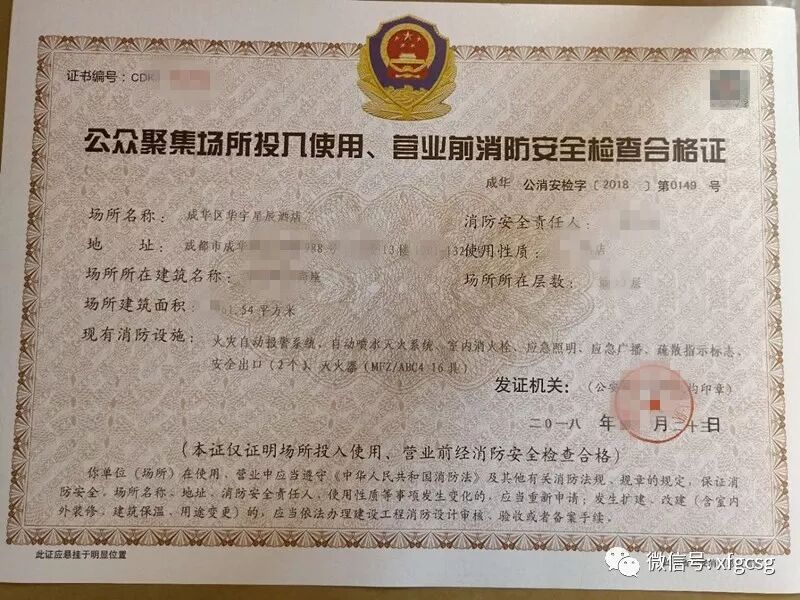 证书编号：CDK
公众聚集场所投入使用、营业前消防安全检查合格证
成华 公消安检字〔2018 〕第0149 号
场所名称： 成华区华宇星辰酒店
消防安全责任人：
地 址： 成都市成华 988
使用性质： 店
场所所在建筑名称： 座
场所所在层数： 层
场所建筑面积： 1.54 平方米
现有消防设施： 火灾自动报警系统、自动喷水灭火系统、室内消火栓、应急照明、应急广播、疏散指示标志、
安全出口（2个）、灭火器（MFZ/ABC4 16具）
发证机关： （公安 构印章）
二〇一八 年 月二十三日
（本证仅证明场所投入使用、营业前经消防安全检查合格）
你单位（场所）在使用、营业中应当遵守《中华人民共和国消防法》及其他有关消防法规、规章的规定，保证消
防安全。场所名称、地址、消防安全责任人、使用性质等事项发生变化的，应当重新申请；发生扩建、改建（含室内
外装修、建筑保温、用途变更）的，应当依法办理建设工程消防设计审核、验收或者备案手续。
此证应悬挂于明显位置
微信号: xfgcsg